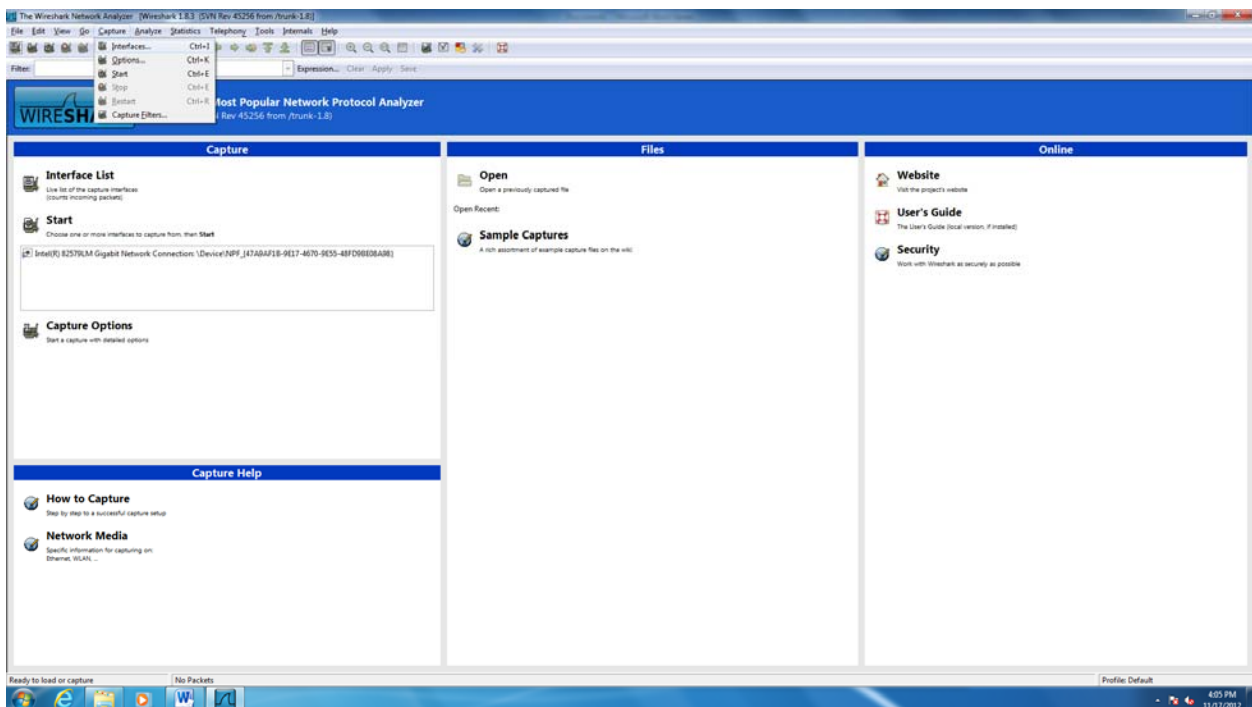 The Wireshark Network Analyzer [Wireshark 1.8.3 (SVN Rev 45256 from /trunk-1.8)]
File Edit View Go Capture Analyze Statistics Telephony Tools Internals Help
Interfaces... Ctrl+I
Options... Ctrl+K
Start Ctrl+E
Stop Ctrl+E
Restart Ctrl+R
Capture Filters...
Filter: Expression... Clear Apply Save
WIRESH
Most Popular Network Protocol Analyzer
Rev 45256 from /trunk-1.8)
Capture
Interface List
Live list of the capture interfaces
(counts incoming packets)
Start
Choose one or more interfaces to capture from, then Start
Intel(R) 82579LM Gigabit Network Connection: \Device\NPF_
Capture Options
Start a capture with detailed options
Capture Help
How to Capture
Step by step to a successful capture setup
Network Media
Specific information for capturing on:
Ethernet, WLAN, ...
Files
Open
Open a previously captured file
Open Recent:
Sample Captures
A rich assortment of example capture files on the wiki
Online
Website
Visit the project's website
User's Guide
The User's Guide (local version, if installed)
Security
Work with Wireshark as securely as possible
Ready to load or capture No Packets Profile: Default
4:05 PM
11/17/2012